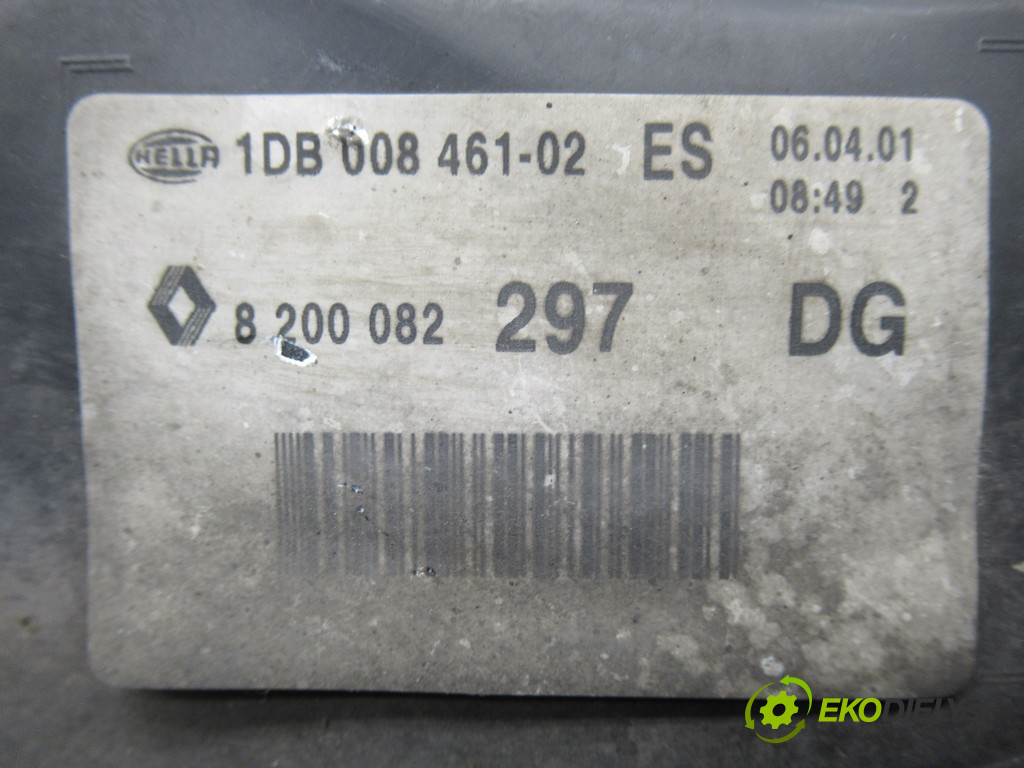 HELLA 1DB 008 461-02 ES 06.04.01
08:49 2
8 200 082 297 DG
EKODIELY